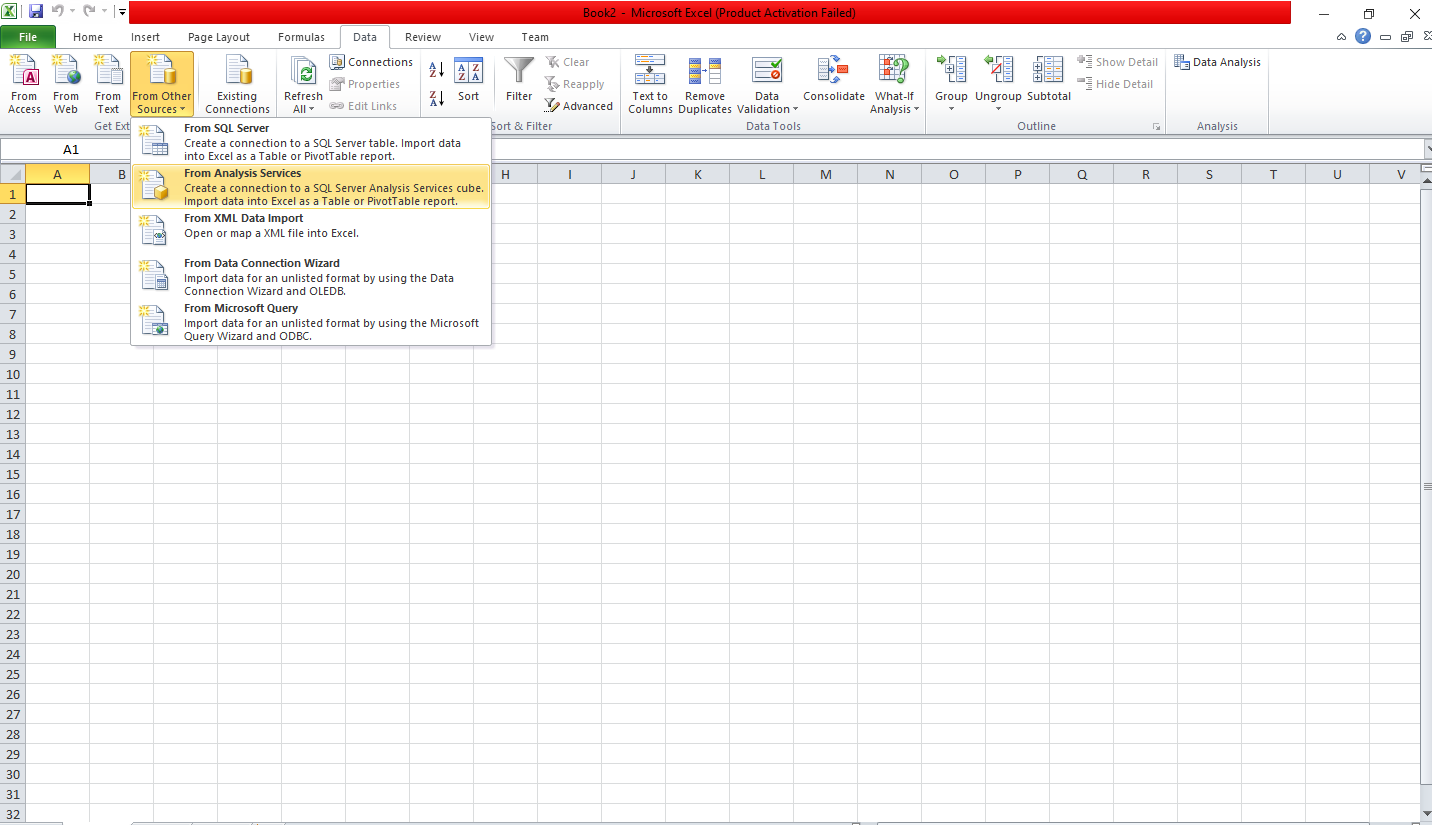 Book2 - Microsoft Excel (Product Activation Failed)
File Home Insert Page Layout Formulas Data Review View Team
From Access
From Web
From Text
From Other Sources
Existing Connections
Refresh All
Connections
Properties
Edit Links
Sort
Filter
Clear
Reapply
Advanced
Text to Columns
Remove Duplicates
Data Validation
Consolidate
What-If Analysis
Group
Ungroup
Subtotal
Show Detail
Hide Detail
Data Analysis
Get Ext
Sort & Filter
Data Tools
Outline
Analysis
From SQL Server
Create a connection to a SQL Server table. Import data
into Excel as a Table or PivotTable report.
From Analysis Services
Create a connection to a SQL Server Analysis Services cube.
Import data into Excel as a Table or PivotTable report.
From XML Data Import
Open or map a XML file into Excel.
From Data Connection Wizard
Import data for an unlisted format by using the Data
Connection Wizard and OLEDB.
From Microsoft Query
Import data for an unlisted format by using the Microsoft
Query Wizard and ODBC.
A1
A B H I J K L M N O P Q R S T U V
1
2
3
4
5
6
7
8
9
10
11
12
13
14
15
16
17
18
19
20
21
22
23
24
25
26
27
28
29
30
31
32